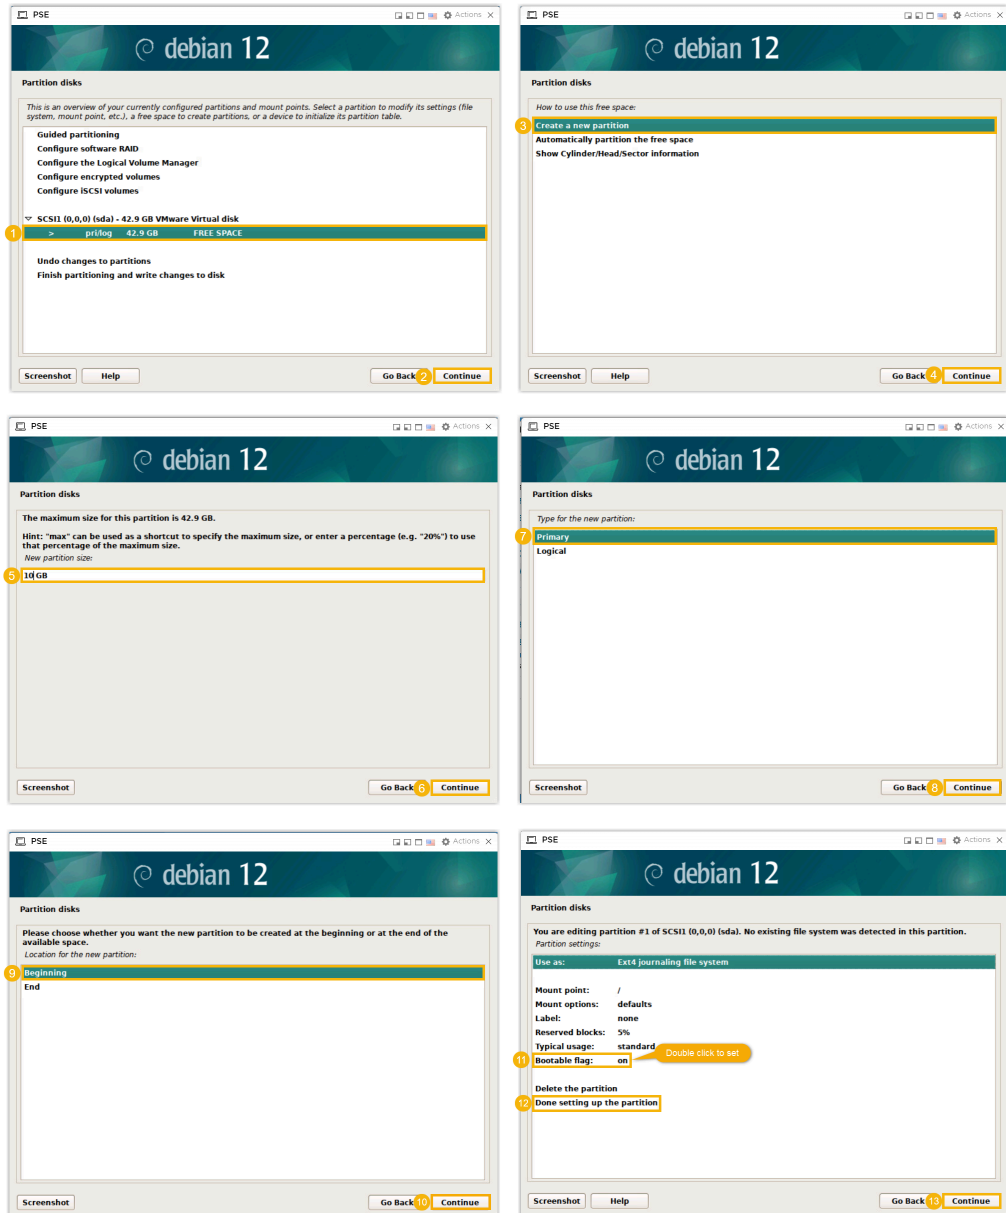 PSE
Actions
debian 12
Partition disks
This is an overview of your currently configured partitions and mount points. Select a partition to modify its settings (file
system, mount point, etc.), a free space to create partitions, or a device to initialize its partition table.
Guided partitioning
Configure software RAID
Configure the Logical Volume Manager
Configure encrypted volumes
Configure iSCSI volumes
SCSI1 (0,0,0) (sda) - 42.9 GB VMware Virtual disk
1 > pri/log 42.9 GB FREE SPACE
Undo changes to partitions
Finish partitioning and write changes to disk
Screenshot Help Go Back 2 Continue
PSE
Actions
debian 12
Partition disks
How to use this free space:
3 Create a new partition
Automatically partition the free space
Show Cylinder/Head/Sector information
Screenshot Help Go Back 4 Continue
PSE
Actions
debian 12
Partition disks
The maximum size for this partition is 42.9 GB.
Hint: "max" can be used as a shortcut to specify the maximum size, or enter a percentage (e.g. "20%") to use
that percentage of the maximum size.
New partition size:
5 10 GB
Screenshot Go Back 6 Continue
PSE
Actions
debian 12
Partition disks
Type for the new partition:
7 Primary
Logical
Screenshot Go Back 8 Continue
PSE
Actions
debian 12
Partition disks
Please choose whether you want the new partition to be created at the beginning or at the end of the
available space.
Location for the new partition:
9 Beginning
End
Screenshot Go Back 10 Continue
PSE
Actions
debian 12
Partition disks
You are editing partition #1 of SCSI1 (0,0,0) (sda). No existing file system was detected in this partition.
Partition settings:
Use as: Ext4 journaling file system
Mount point: /
Mount options: defaults
Label: none
Reserved blocks: 5%
Typical usage: standard
11 Bootable flag: on
Double click to set
Delete the partition
12 Done setting up the partition
Screenshot Help Go Back 13 Continue